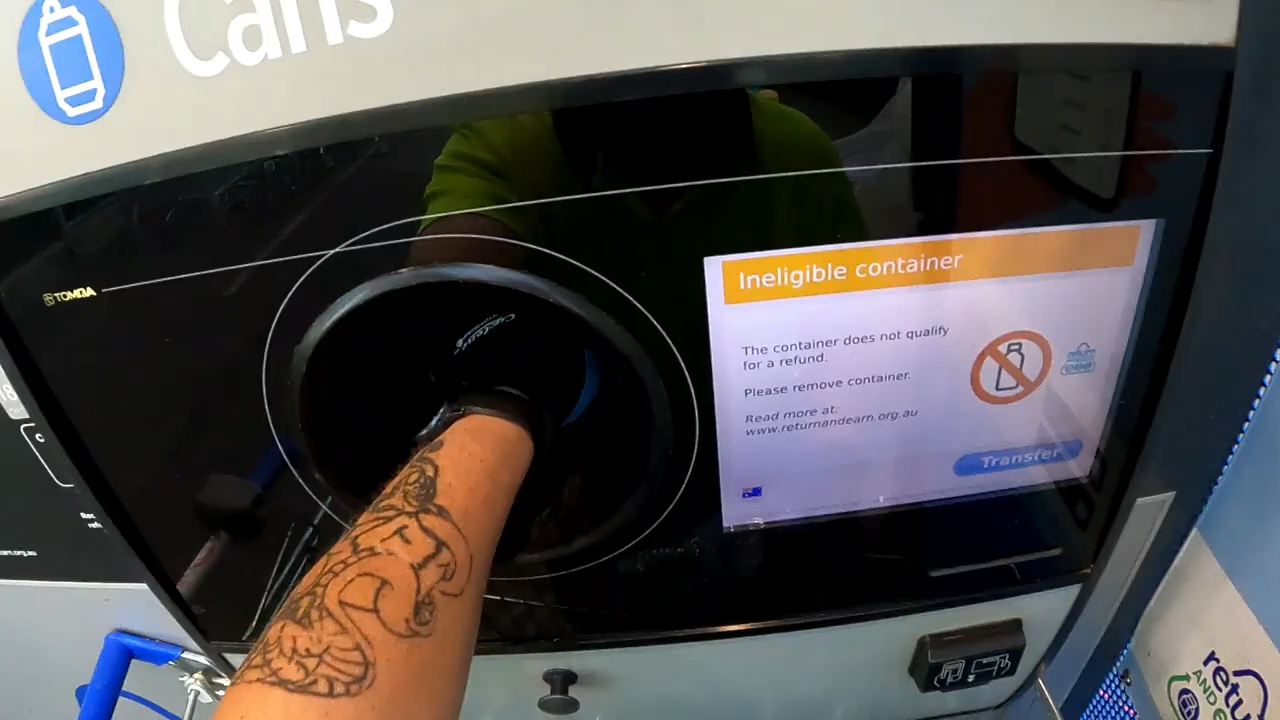 Cans
TOMRA
Ineligible container
The container does not qualify
for a refund.
Please remove container.
Read more at:
www.returnandearn.org.au
Transfer